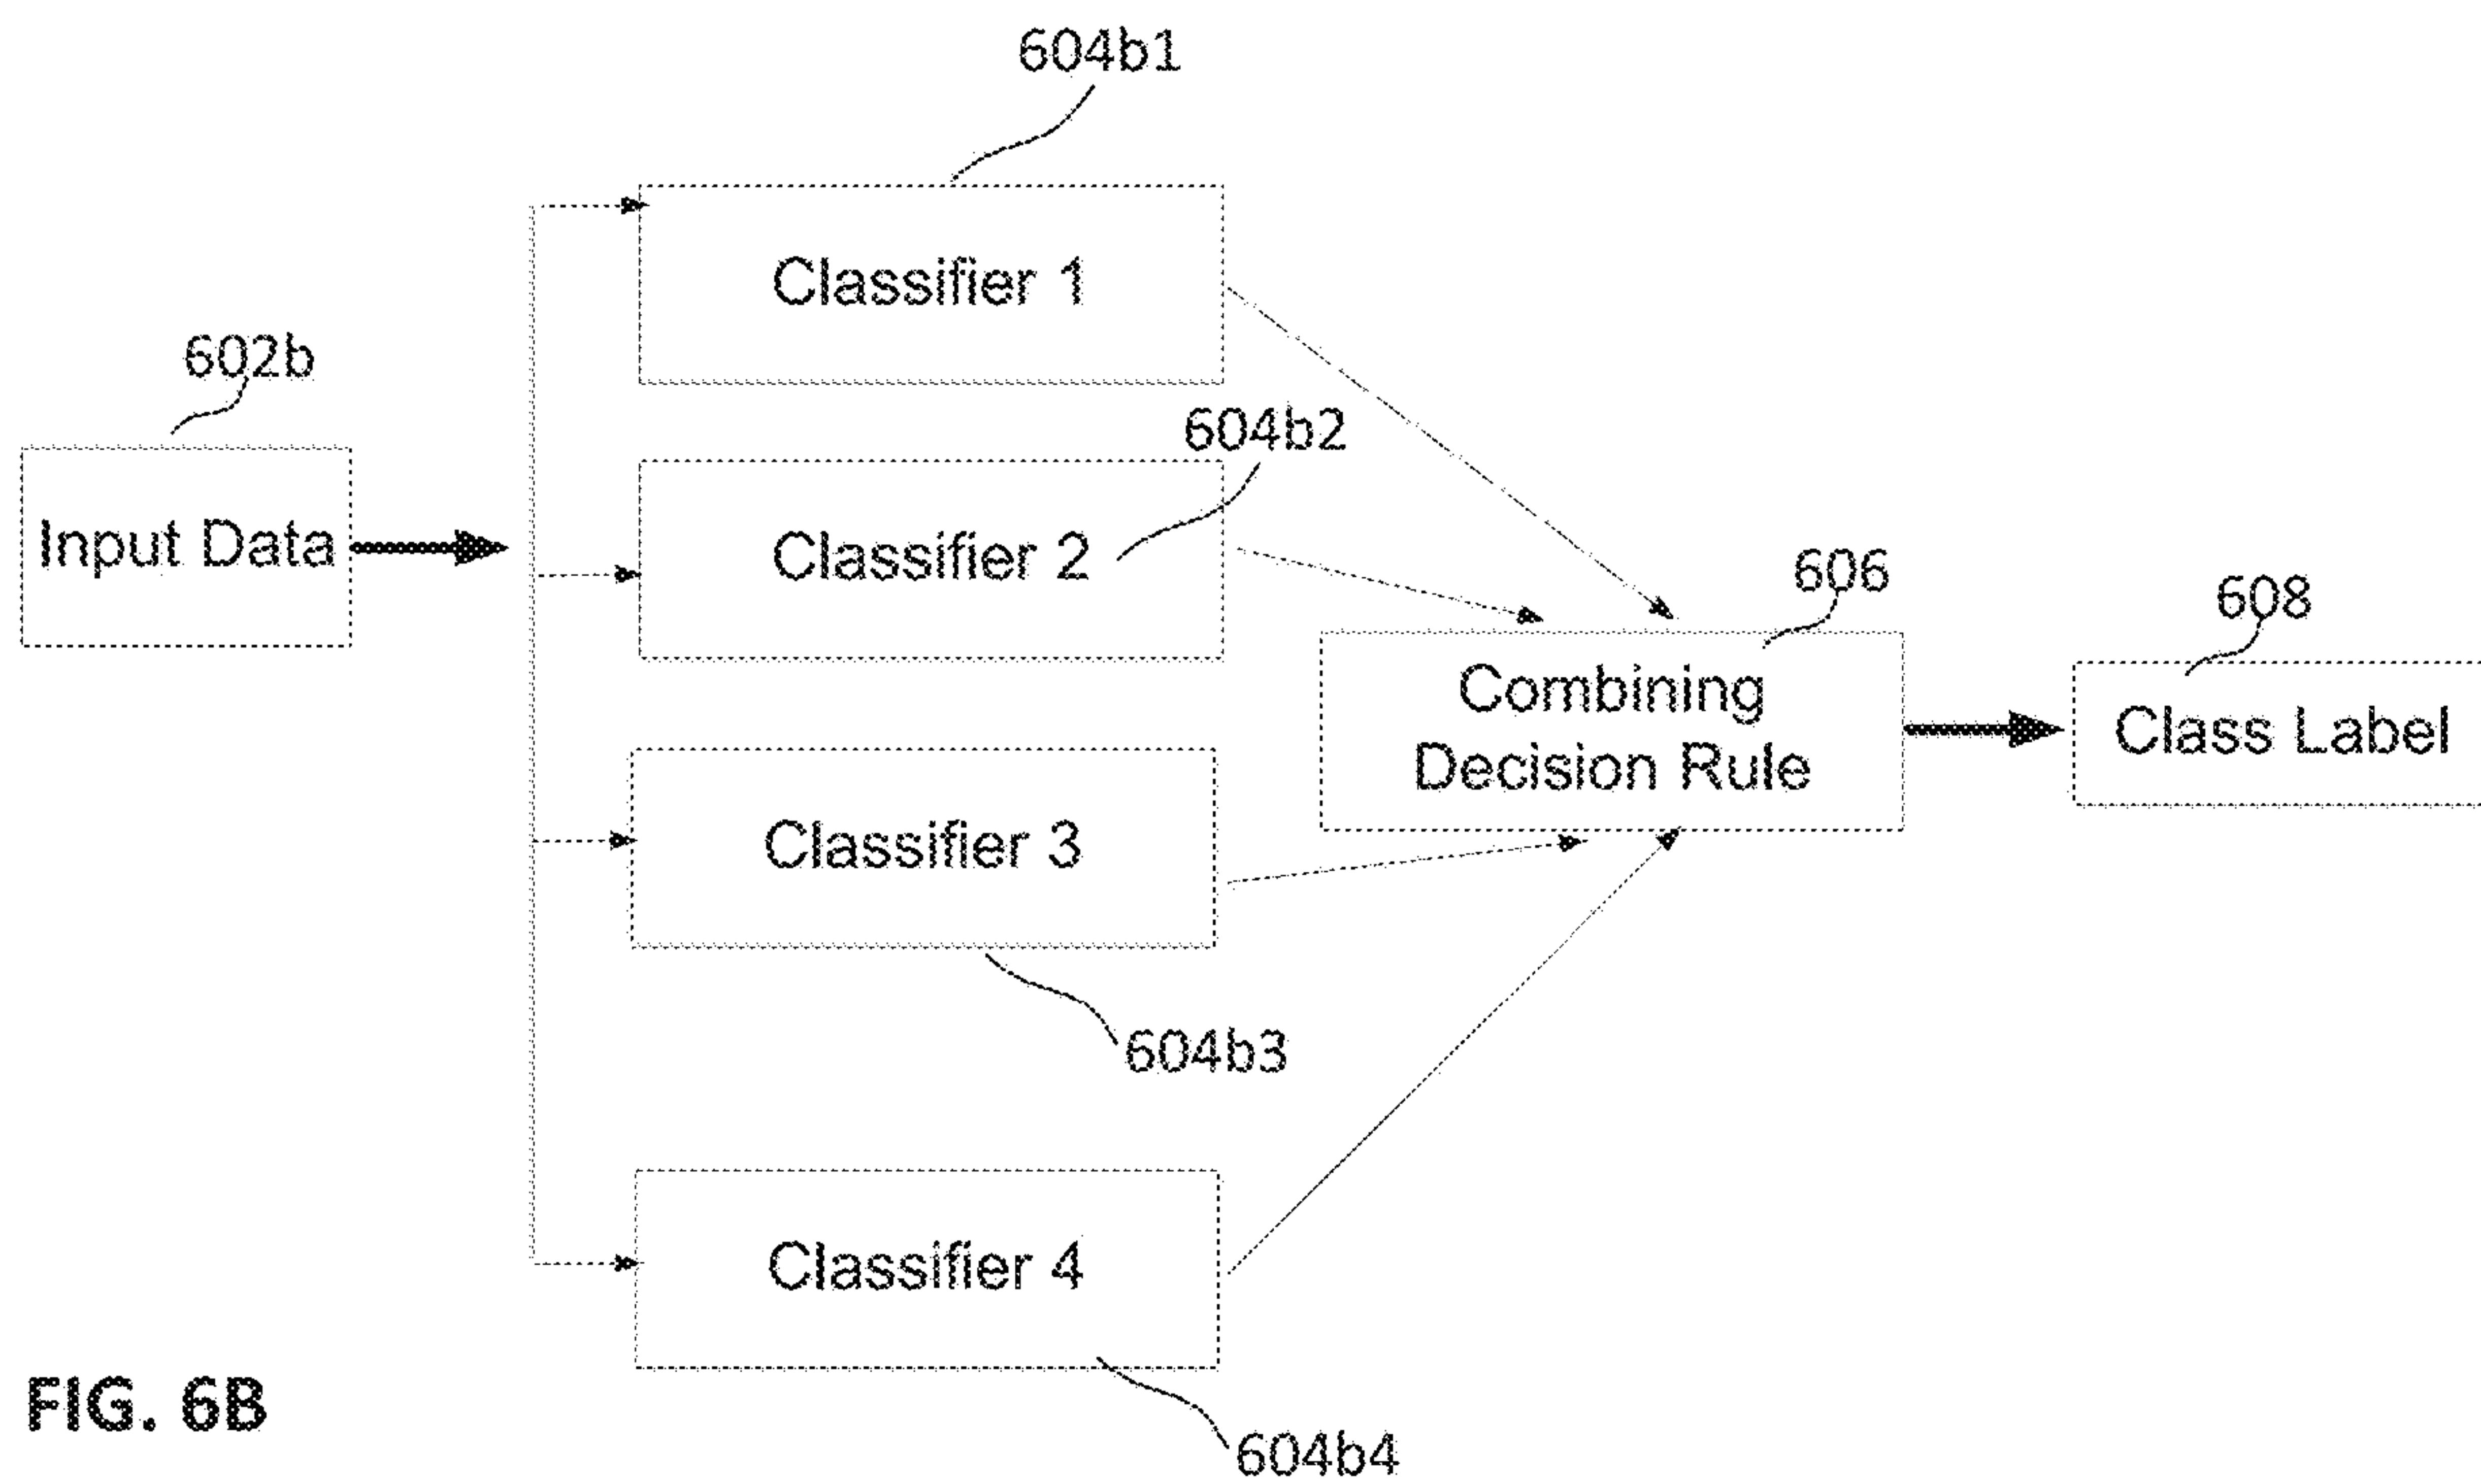 604b1
Classifier 1
602b
604b2
Input Data
Classifier 2
606
608
Combining
Decision Rule
Class Label
Classifier 3
604b3
Classifier 4
FIG. 6B
604b4